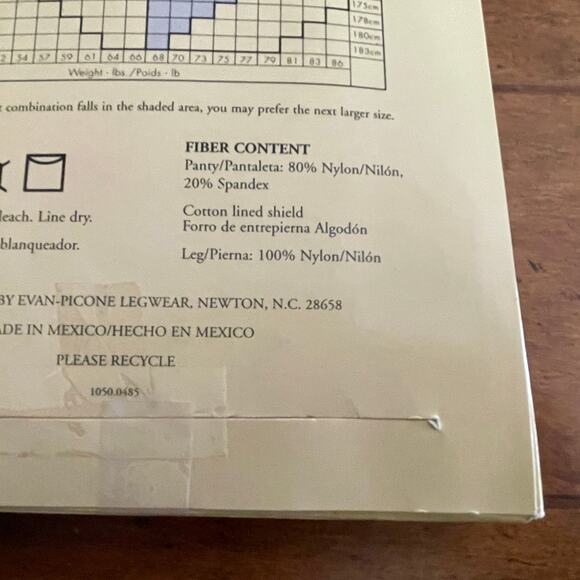 175cm
178cm
180cm
183cm
54 57 59 61 64 66 68 70 73 75 77 79 81 83 86
Weight - lbs./Poids - lb
combination falls in the shaded area, you may prefer the next larger size.
FIBER CONTENT
Panty/Pantaleta: 80% Nylon/Nilón,
20% Spandex
Cotton lined shield
Forro de entrepierna Algodón
Leg/Pierna: 100% Nylon/Nilón
leach. Line dry.
blanqueador.
BY EVAN-PICONE LEGWEAR, NEWTON, N.C. 28658
ADE IN MEXICO/HECHO EN MEXICO
PLEASE RECYCLE
1050.0485